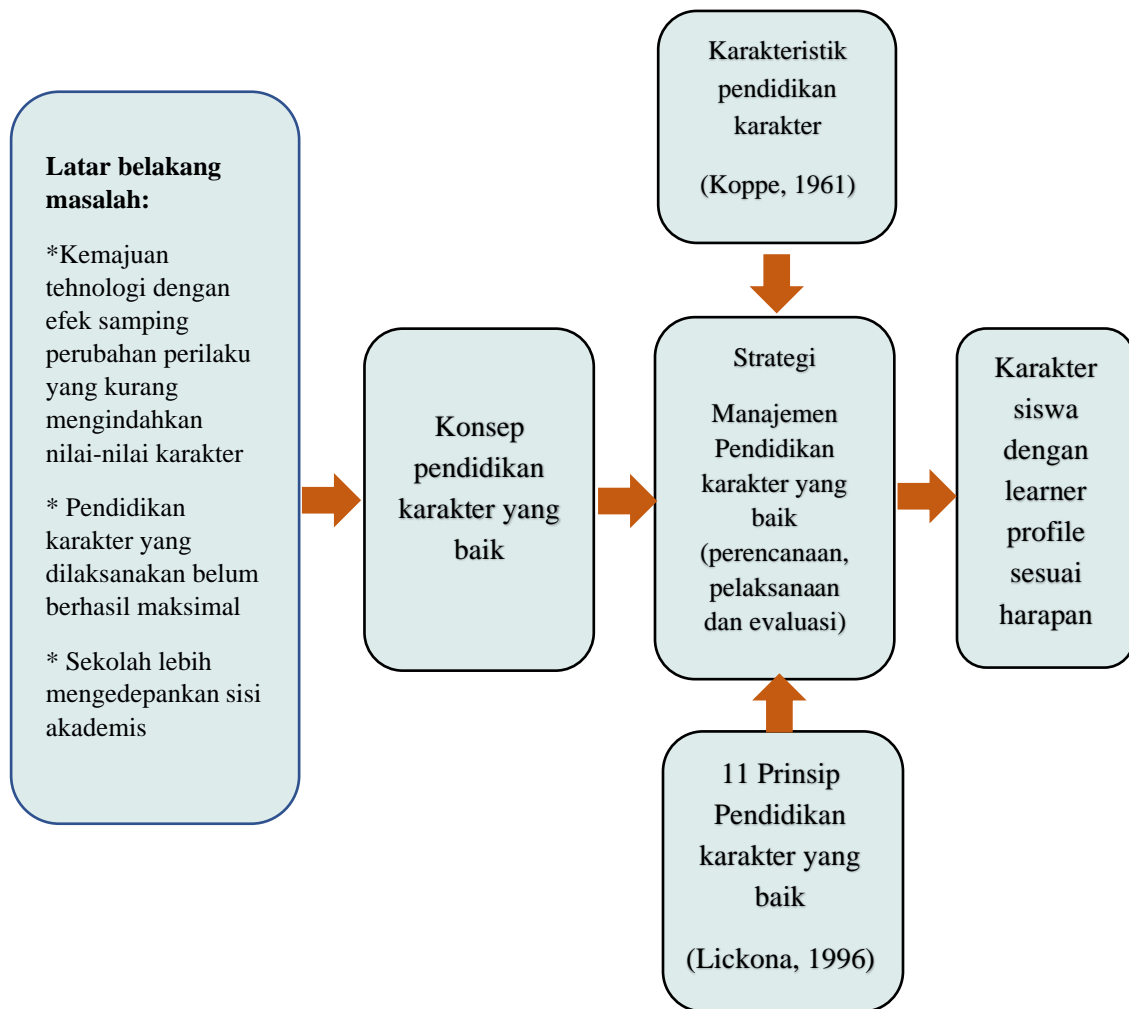 Latar belakang
masalah:
*Kemajuan
tehnologi dengan
efek samping
perubahan perilaku
yang kurang
mengindahkan
nilai-nilai karakter
* Pendidikan
karakter yang
dilaksanakan belum
berhasil maksimal
* Sekolah lebih
mengedepankan sisi
akademis
Konsep
pendidikan
karakter yang
baik
Karakteristik
pendidikan
karakter
(Koppe, 1961)
Strategi
Manajemen
Pendidikan
karakter yang
baik
(perencanaan,
pelaksanaan
dan evaluasi)
11 Prinsip
Pendidikan
karakter yang
baik
(Lickona, 1996)
Karakter
siswa
dengan
learner
profile
sesuai
harapan